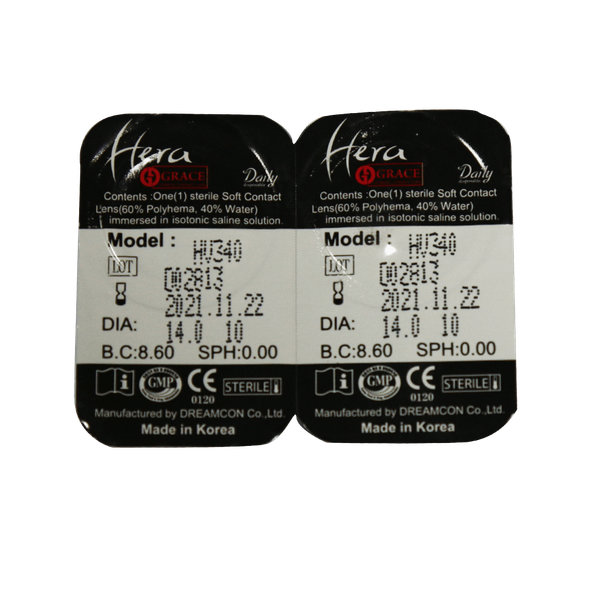 Hera
GRACE
Daily
Contents :One(1) sterile Soft Contact
Lens(60% Polyhema, 40% Water)
immersed in isotonic saline solution.
Model : HV340
LOT 002813
2021.11.22
DIA: 14.0 10
B.C:8.60 SPH:0.00
GMP CE 0120 STERILE
Manufactured by DREAMCON Co.,Ltd.
Made in Korea
Hera
GRACE
Daily
Contents :One(1) sterile Soft Contact
Lens(60% Polyhema, 40% Water)
immersed in isotonic saline solution.
Model : HV340
LOT 002813
2021.11.22
DIA: 14.0 10
B.C:8.60 SPH:0.00
GMP CE 0120 STERILE
Manufactured by DREAMCON Co.,Ltd.
Made in Korea